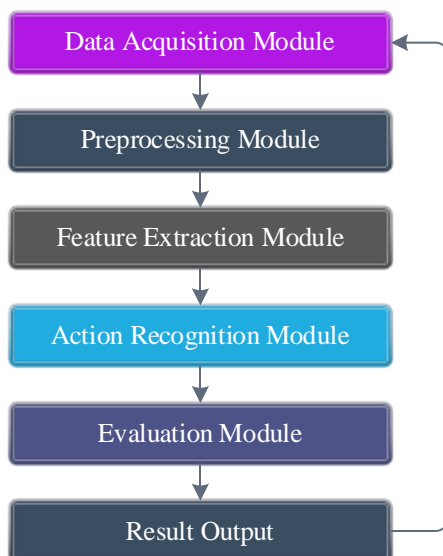 Data Acquisition Module
Preprocessing Module
Feature Extraction Module
Action Recognition Module
Evaluation Module
Result Output